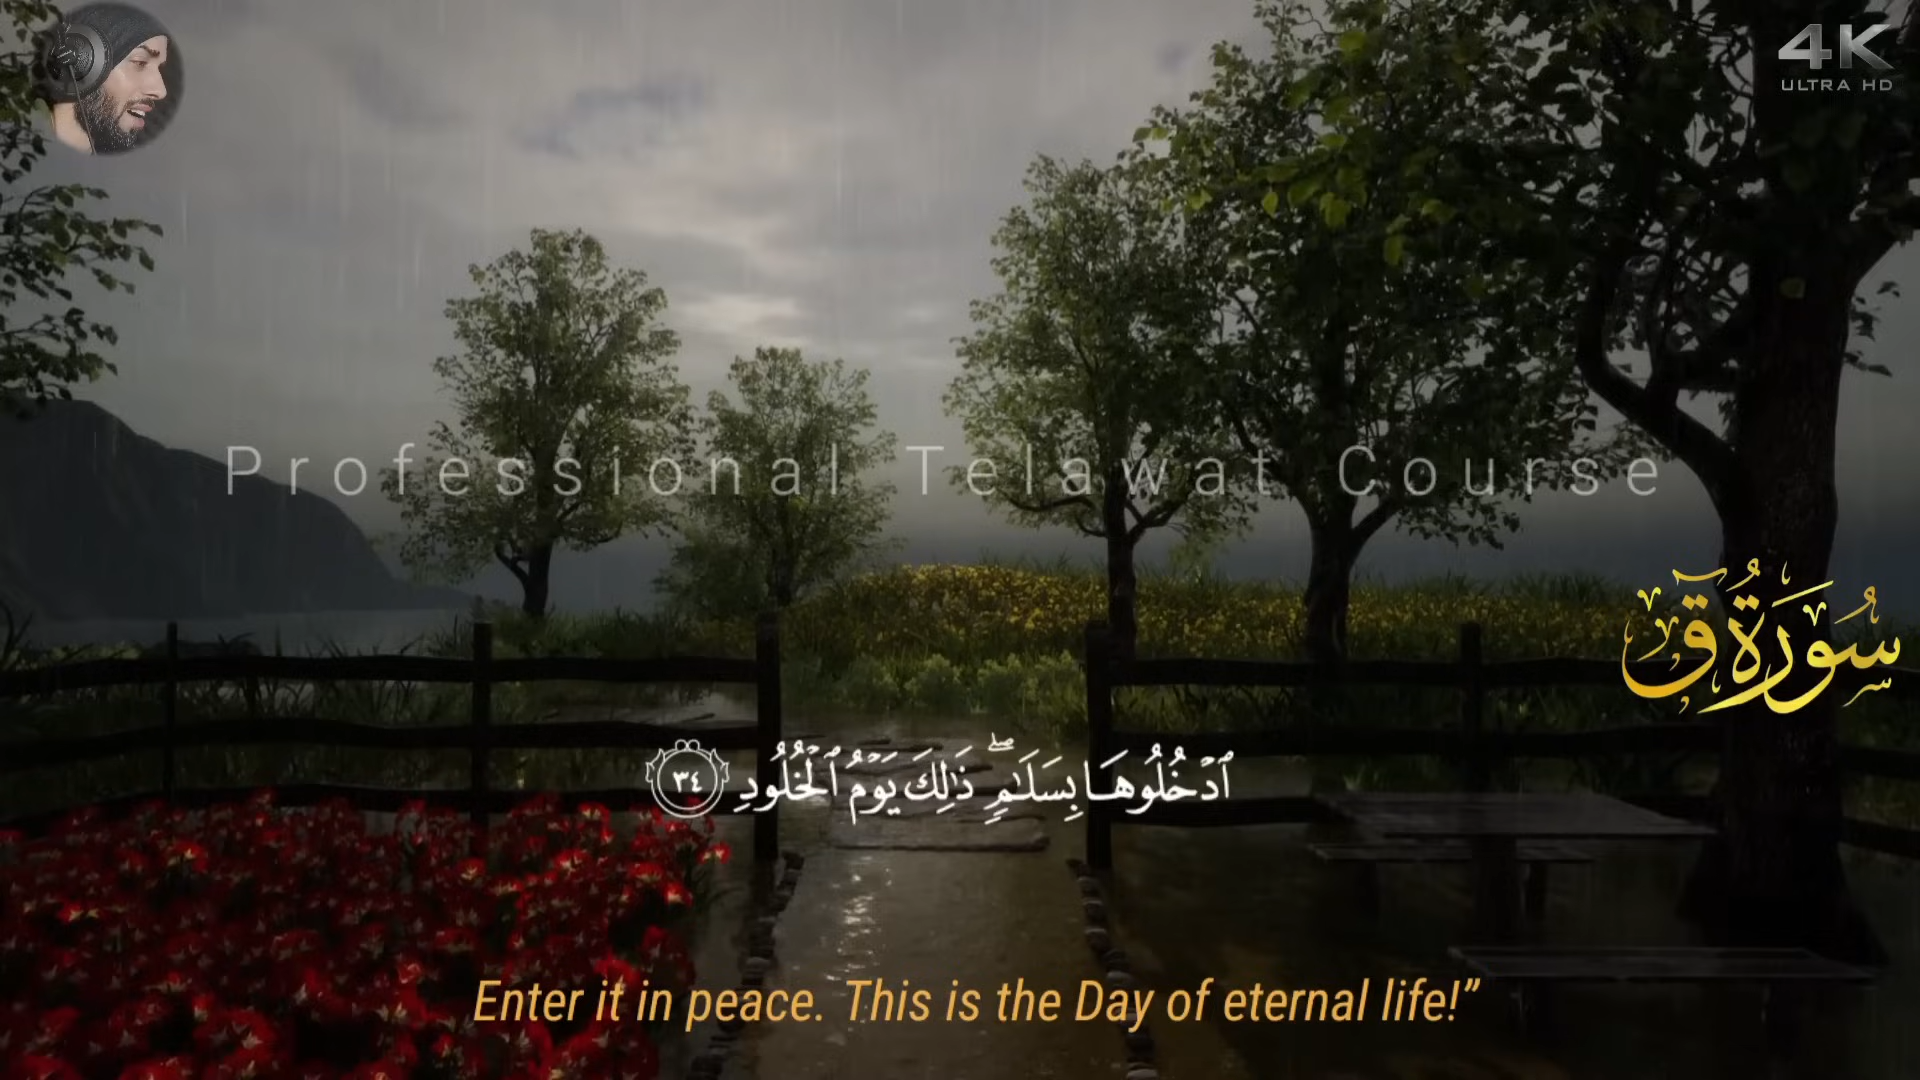 4K
ULTRA HD
Professional Telawat Course
سُورَةُ قٓ
ٱدۡخُلُوهَا بِسَلَٰمٖۖ ذَٰلِكَ يَوۡمُ ٱلۡخُلُودِ ٣٤
Enter it in peace. This is the Day of eternal life!”